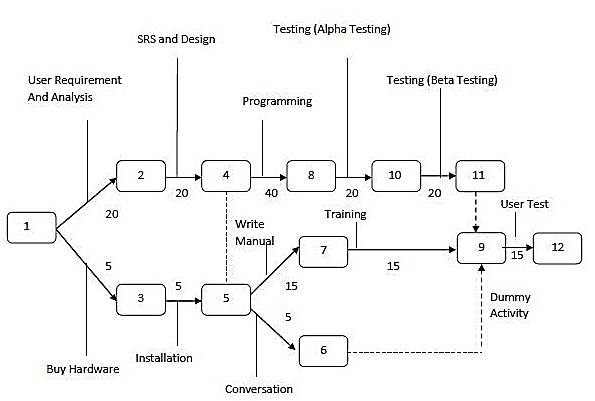 Testing (Alpha Testing)
SRS and Design
User Requirement
And Analysis
Testing (Beta Testing)
Programming
2
4
8
10
11
20
40
20
20
20
User Test
Write
Manual
Training
1
7
9
12
15
5
5
15
15
3
5
5
6
Dummy
Activity
Installation
Buy Hardware
Conversation